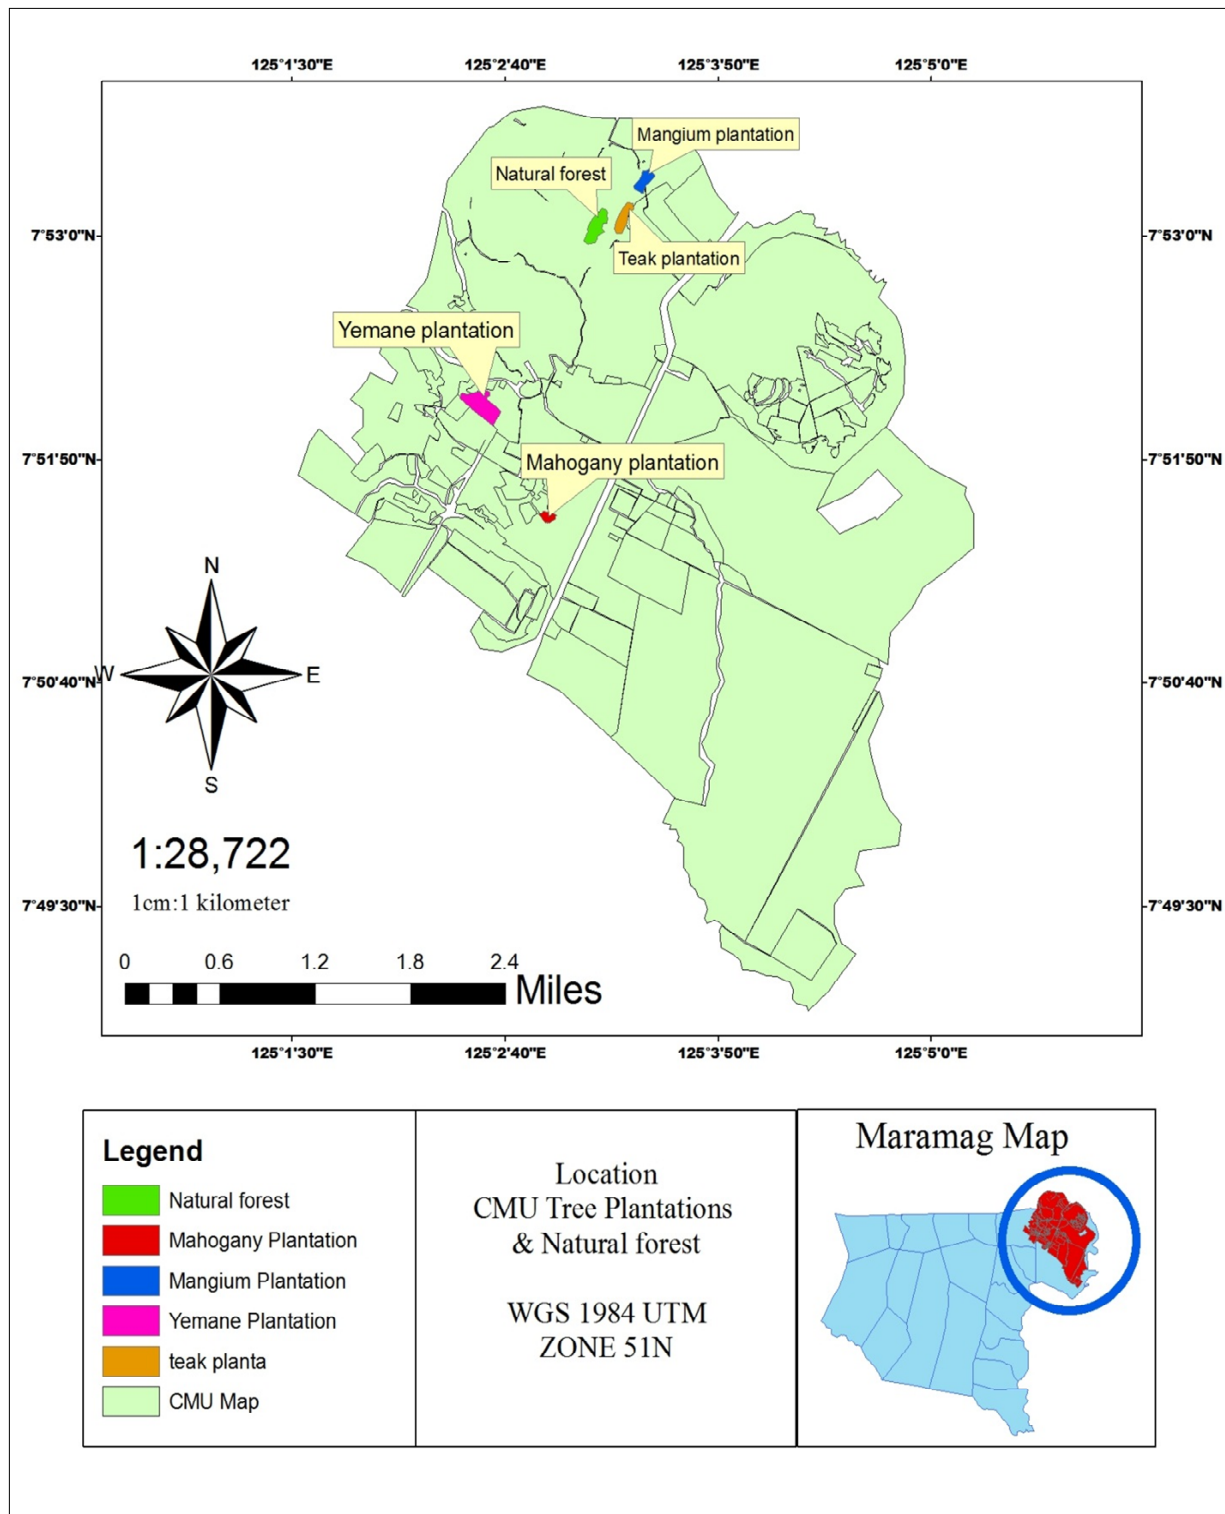 125°1'30"E
125°2'40"E
125°3'50"E
125°5'0"E
Mangium plantation
Natural forest
7°53'0"N
7°53'0"N
Teak plantation
Yemane plantation
7°51'50"N
7°51'50"N
Mahogany plantation
N
W
E
S
7°50'40"N
7°50'40"N
1:28,722
1cm:1 kilometer
7°49'30"N
7°49'30"N
0 0.6 1.2 1.8 2.4
Miles
125°1'30"E
125°2'40"E
125°3'50"E
125°5'0"E
Legend
Natural forest
Mahogany Plantation
Mangium Plantation
Yemane Plantation
teak planta
CMU Map
Location
CMU Tree Plantations
& Natural forest
WGS 1984 UTM
ZONE 51N
Maramag Map